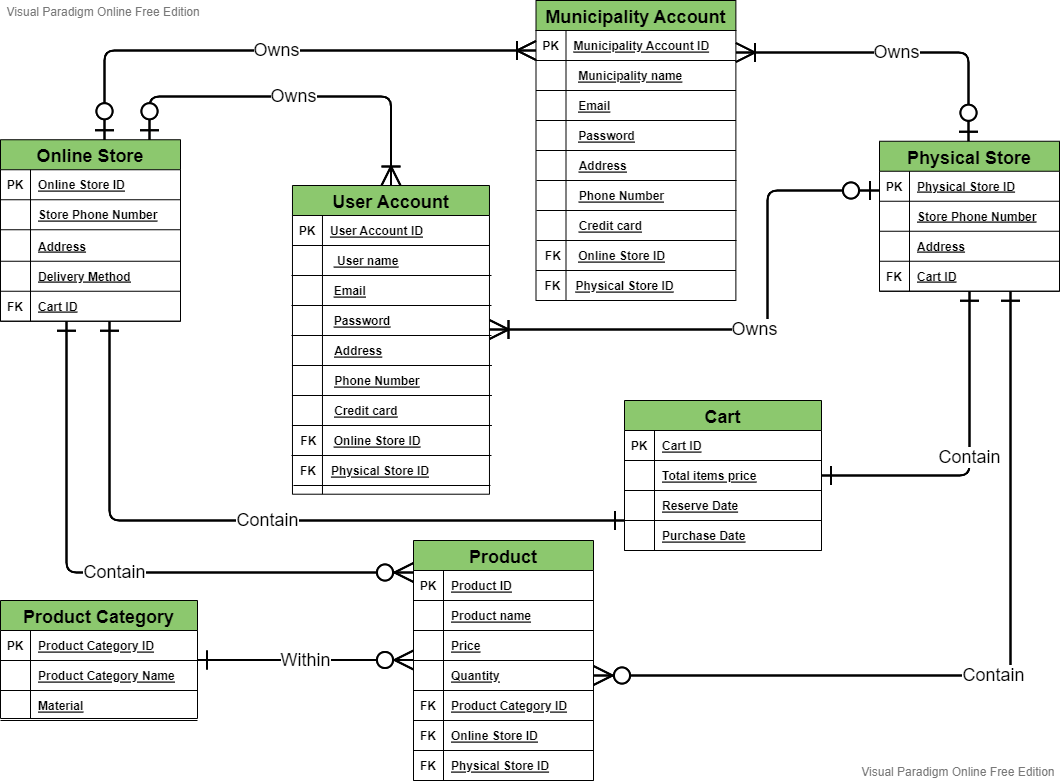 Visual Paradigm Online Free Edition
Municipality Account
PK Municipality Account ID
Municipality name
Email
Password
Address
Phone Number
Credit card
FK Online Store ID
FK Physical Store ID
Owns
Owns
Owns
Online Store
PK Online Store ID
Store Phone Number
Address
Delivery Method
FK Cart ID
User Account
PK User Account ID
User name
Email
Password
Address
Phone Number
Credit card
FK Online Store ID
FK Physical Store ID
Physical Store
PK Physical Store ID
Store Phone Number
Address
FK Cart ID
Owns
Cart
PK Cart ID
Total items price
Reserve Date
Purchase Date
Contain
Contain
Contain
Product
PK Product ID
Product name
Price
Quantity
FK Product Category ID
FK Online Store ID
FK Physical Store ID
Product Category
PK Product Category ID
Product Category Name
Material
Within
Contain
Visual Paradigm Online Free Edition